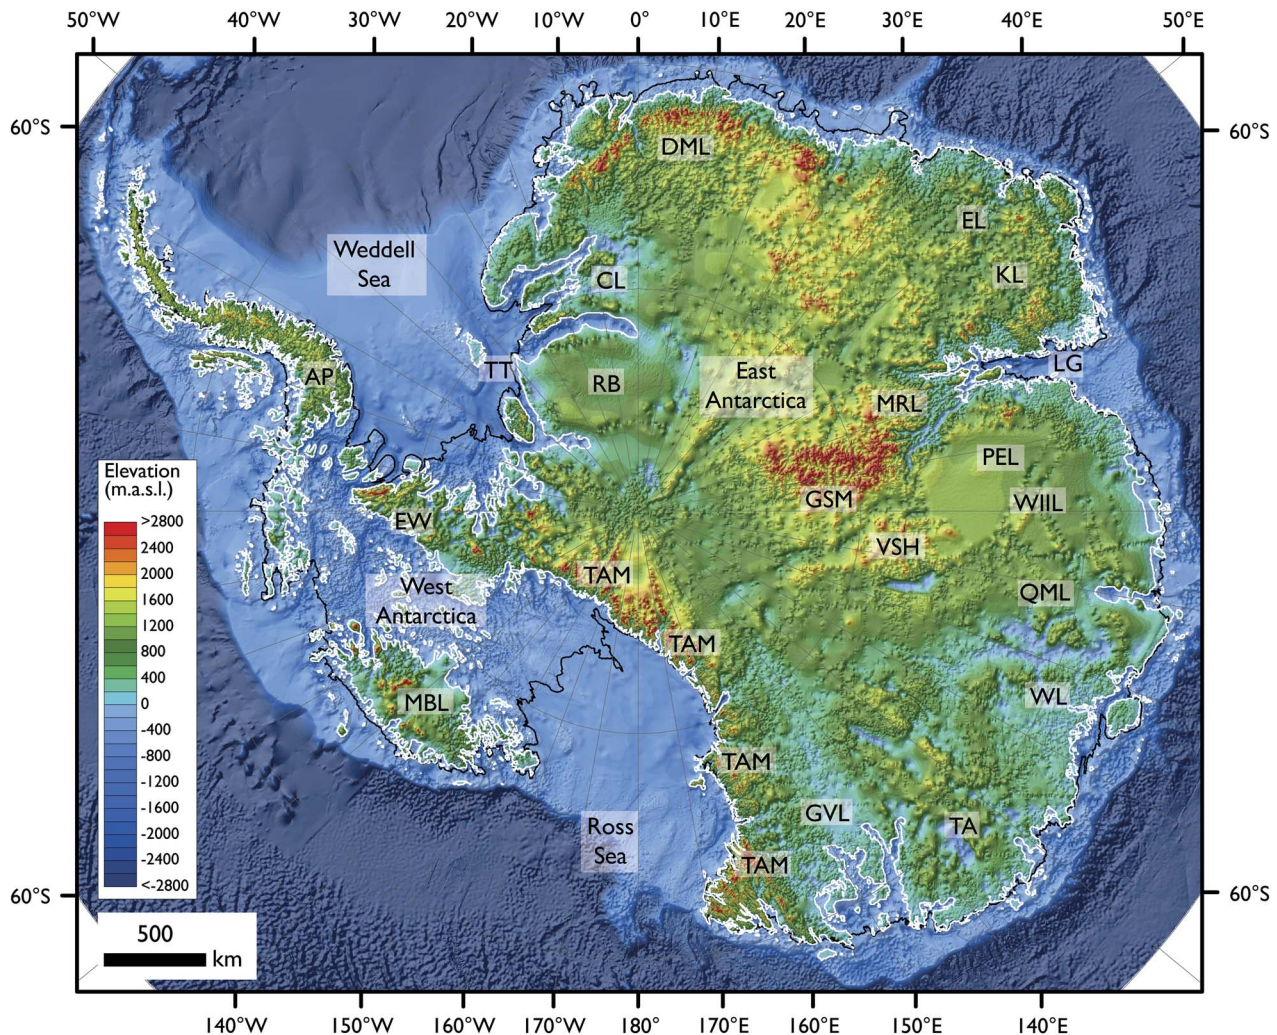 50°W 40°W 30°W 20°W 10°W 0° 10°E 20°E 30°E 40°E 50°E
60°S
60°S
DML
EL
Weddell
Sea
KL
CL
LG
TT
AP
RB
East
Antarctica
MRL
PEL
Elevation
(m.a.s.l.)
>2800
2400
2000
1600
1200
800
400
0
-400
-800
-1200
-1600
-2000
-2400
<-2800
GSM
WIIL
EW
VSH
TAM
West
Antarctica
QML
TAM
MBL
WL
TAM
GVL
TA
Ross
Sea
TAM
60°S
60°S
500
km
140°W 150°W 160°W 170°W 180° 170°E 160°E 150°E 140°E